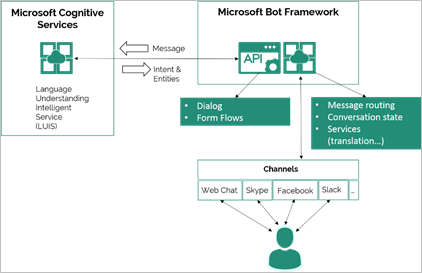 Microsoft Cognitive
Services
Language
Understanding
Intelligent
Service
(LUIS)
Message
Intent &
Entities
Microsoft Bot Framework
API
• Dialog
• Form Flows
• Message routing
• Conversation state
• Services
(translation...)
Channels
Web Chat
Skype
Facebook
Slack
...